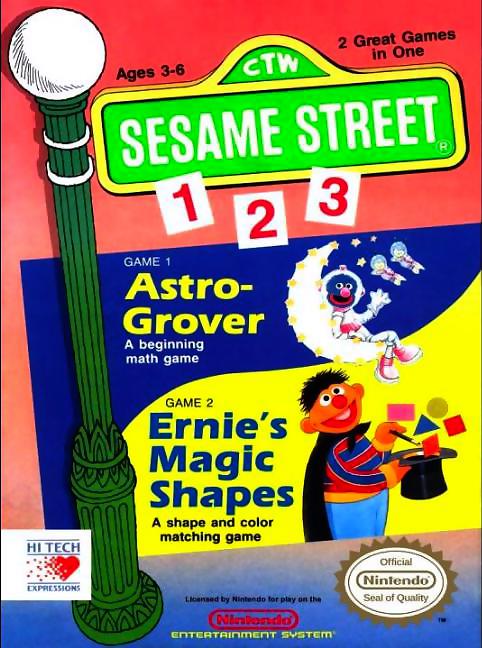 Ages 3-6
2 Great Games
in One
CTW
SESAME STREET®
1 2 3
GAME 1
Astro-
Grover
A beginning
math game
GAME 2
Ernie's
Magic
Shapes
A shape and color
matching game
HI TECH
EXPRESSIONS
Official
Nintendo
Seal of Quality
TM
Licensed by Nintendo for play on the
Nintendo
ENTERTAINMENT SYSTEM®